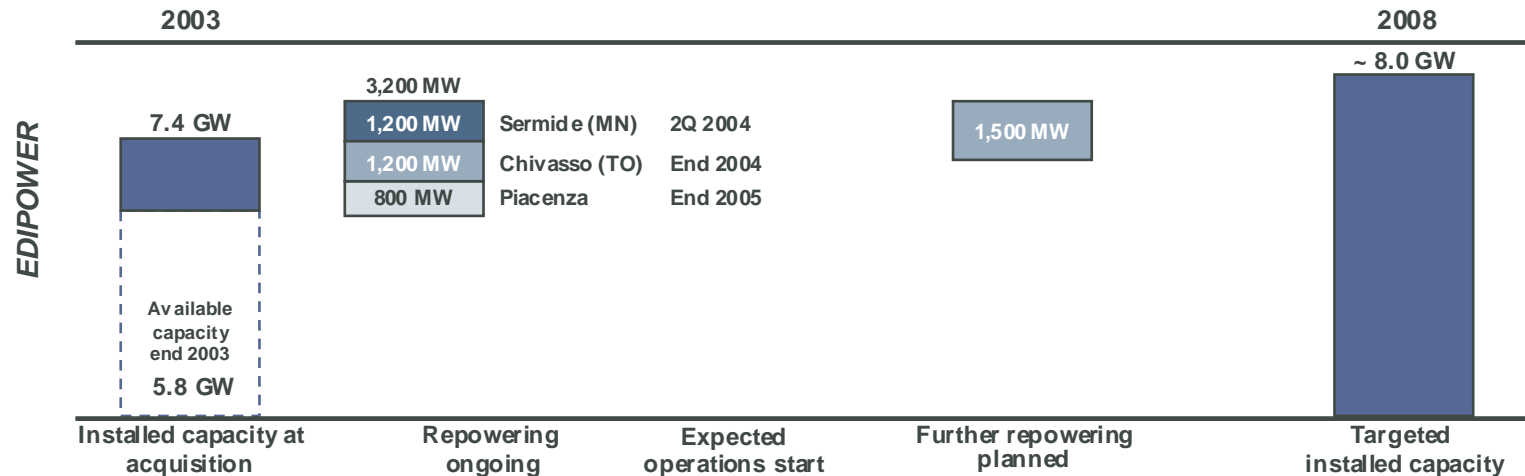 2003
2008
EDIPOWER
7.4 GW
Available
capacity
end 2003
5.8 GW
3,200 MW
1,200 MW Sermide (MN) 2Q 2004
1,200 MW Chivasso (TO) End 2004
800 MW Piacenza End 2005
1,500 MW
~ 8.0 GW
Installed capacity at
acquisition
Repowering
ongoing
Expected
operations start
Further repowering
planned
Targeted
installed capacity